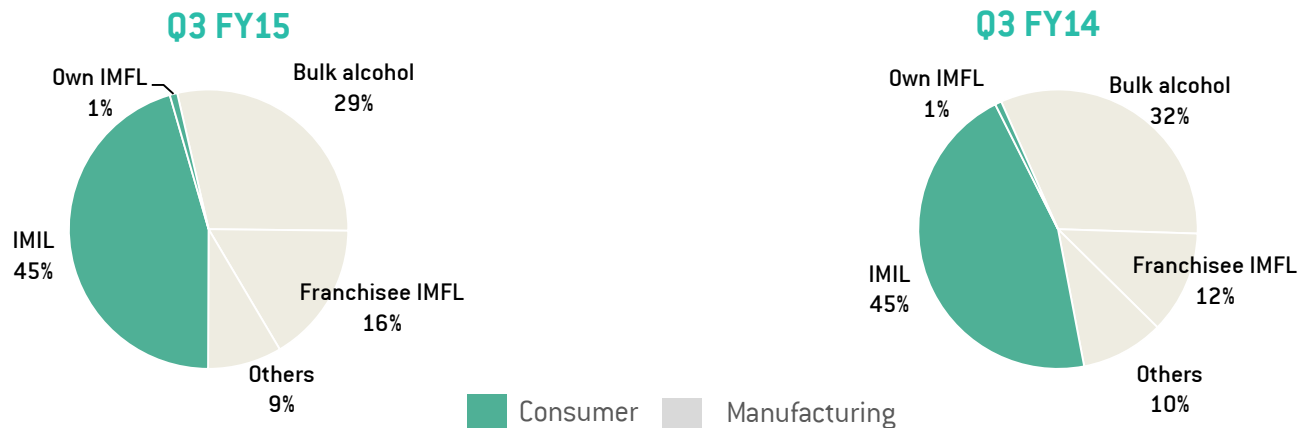 Q3 FY15
Own IMFL
1%
Bulk alcohol
29%
IMIL
45%
Franchisee IMFL
16%
Others
9%
Q3 FY14
Own IMFL
1%
Bulk alcohol
32%
IMIL
45%
Franchisee IMFL
12%
Others
10%
Consumer
Manufacturing